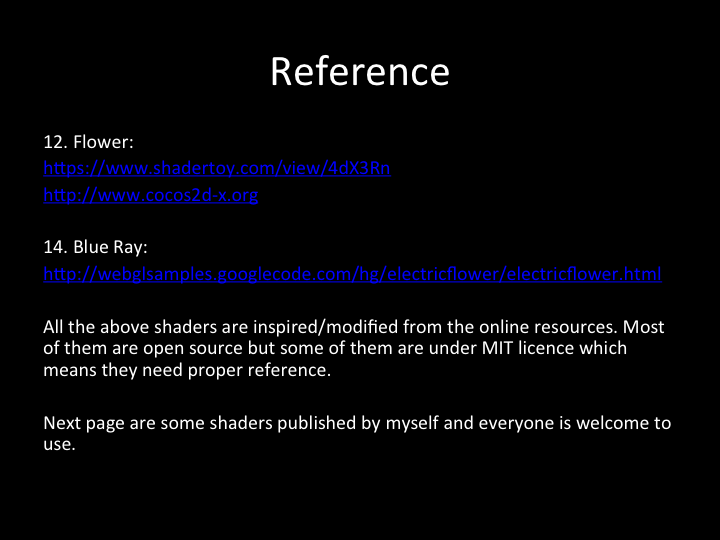 Reference
12. Flower:
https://www.shadertoy.com/view/4dX3Rn
http://www.cocos2d-x.org
14. Blue Ray:
http://webglsamples.googlecode.com/hg/electricflower/electricflower.html
All the above shaders are inspired/modified from the online resources. Most
of them are open source but some of them are under MIT licence which
means they need proper reference.
Next page are some shaders published by myself and everyone is welcome to
use.